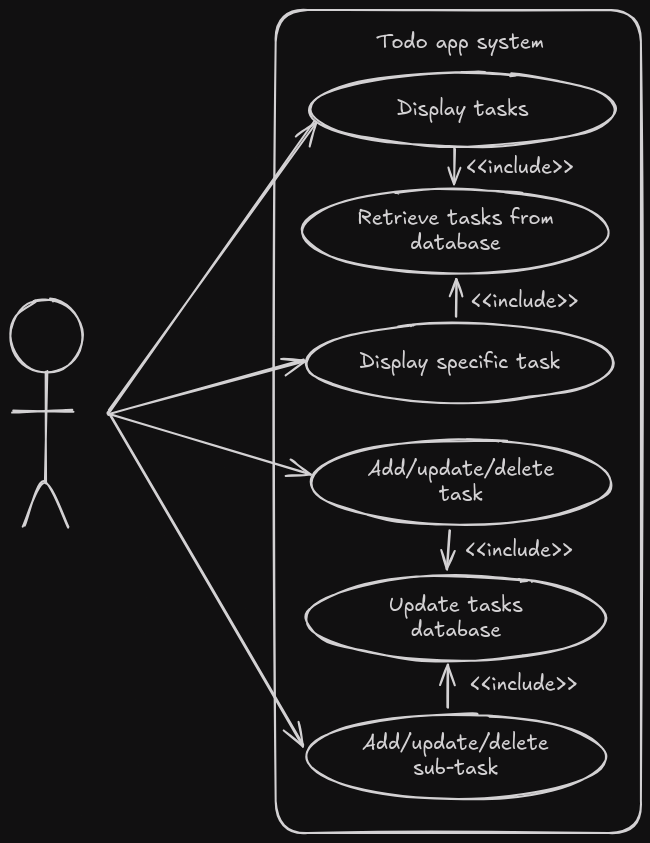 Todo app system
Display tasks
<<include>>
Retrieve tasks from
database
<<include>>
Display specific task
Add/update/delete
task
<<include>>
Update tasks
database
<<include>>
Add/update/delete
sub-task